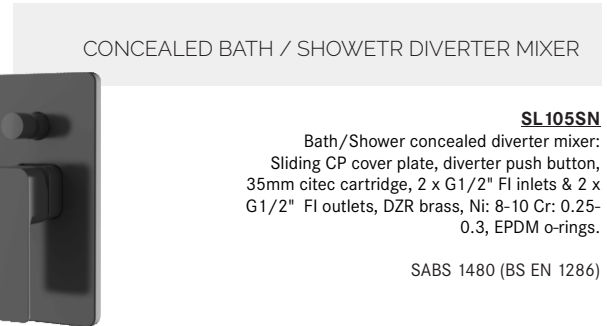 CONCEALED BATH / SHOWETR DIVERTER MIXER
SL105SN
Bath/Shower concealed diverter mixer:
Sliding CP cover plate, diverter push button,
35mm citec cartridge, 2 x G1/2" FI inlets & 2 x
G1/2" FI outlets, DZR brass, Ni: 8-10 Cr: 0.25-
0.3, EPDM o-rings.
SABS 1480 (BS EN 1286)